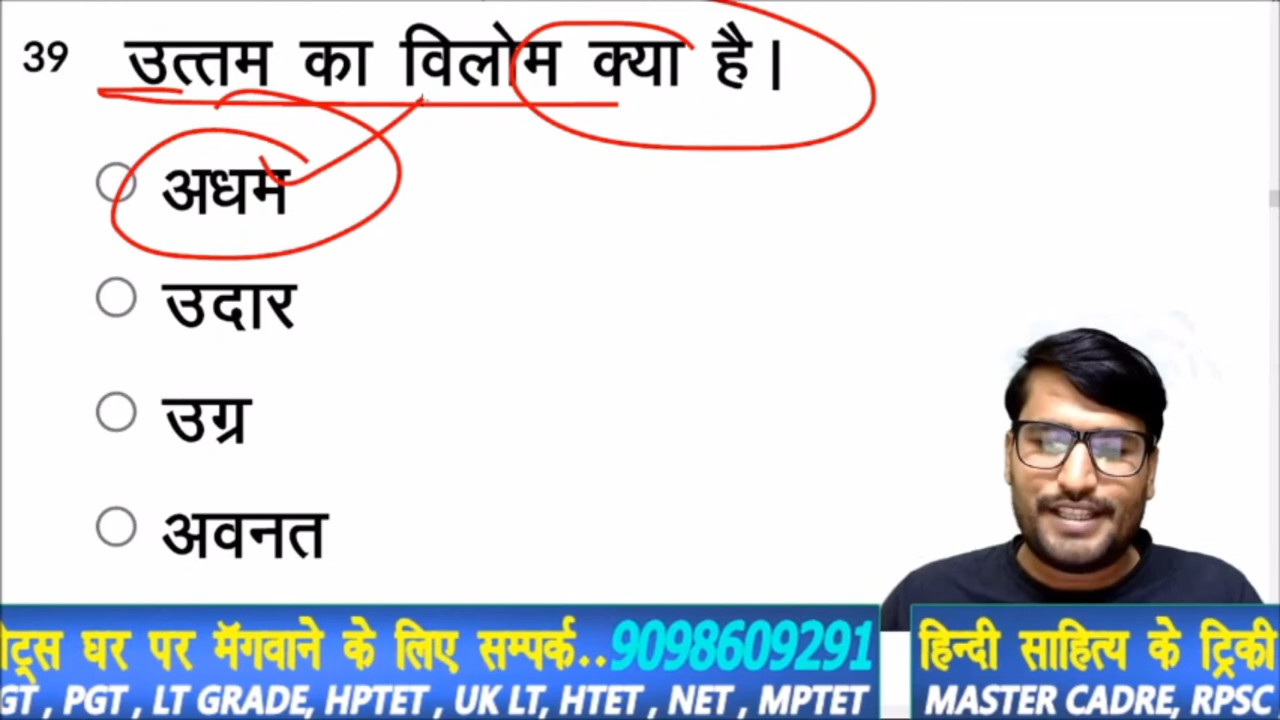 39 उत्तम का विलोम क्या है।
अधम
उदार
उग्र
अवनत
घर पर मॅगवाने के लिए सम्पर्क..9098609291
हिन्दी साहित्य के ट्रिकी
PGT , LT GRADE, HPTET , UK LT, HTET , NET , MPTET
MASTER CADRE, RPSC